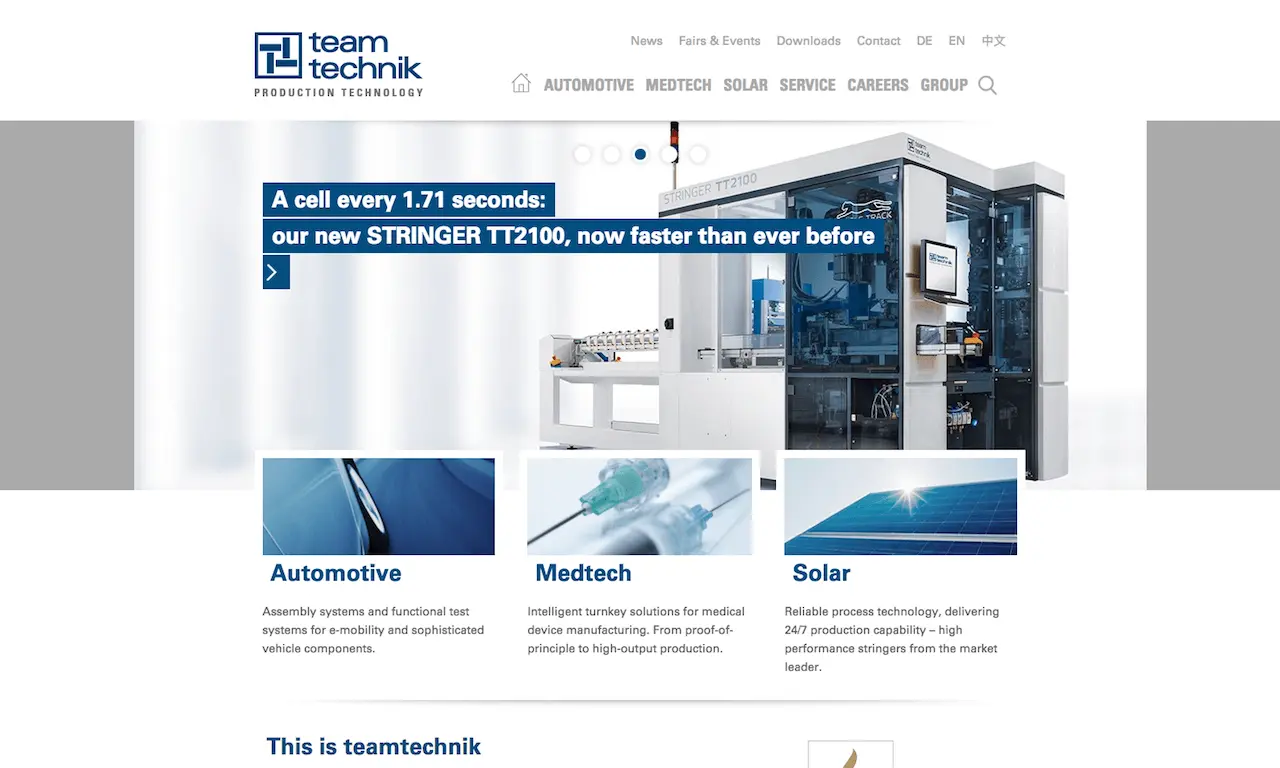 team
technik
PRODUCTION TECHNOLOGY
News Fairs & Events Downloads Contact DE EN 中文
AUTOMOTIVE MEDTECH SOLAR SERVICE CAREERS GROUP
team
technik
STRINGER TT2100
A cell every 1.71 seconds:
TRACK
our new STRINGER TT2100, now faster than ever before
Automotive
Assembly systems and functional test
systems for e-mobility and sophisticated
vehicle components.
Medtech
Intelligent turnkey solutions for medical
device manufacturing. From proof-of-
principle to high-output production.
Solar
Reliable process technology, delivering
24/7 production capability – high
performance stringers from the market
leader.
This is teamtechnik